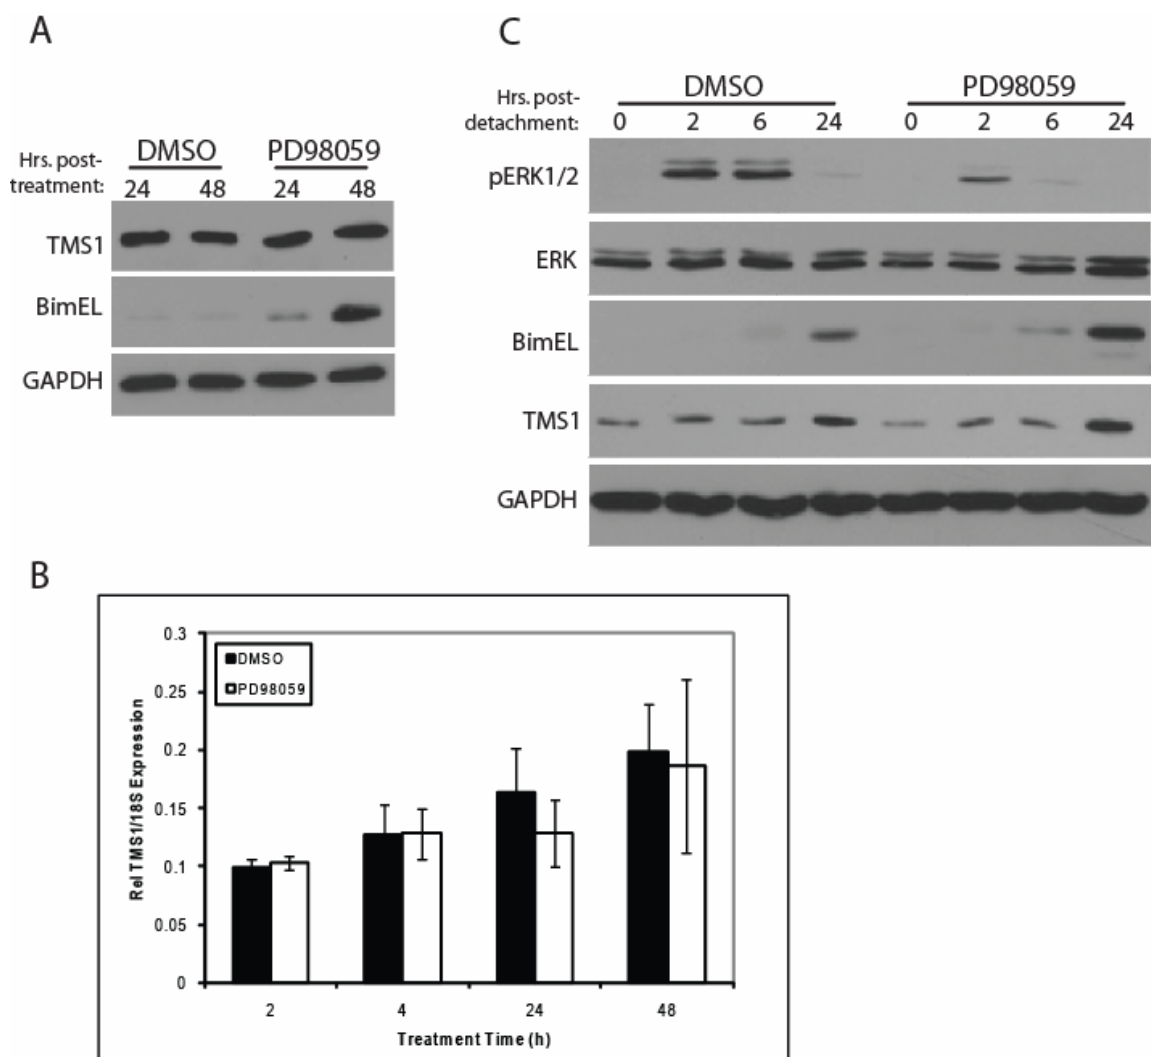 A
Hrs. post-
treatment:
DMSO PD98059
24 48 24 48
TMS1
BimEL
GAPDH
C
Hrs. post-
detachment:
DMSO PD98059
0 2 6 24 0 2 6 24
pERK1/2
ERK
BimEL
TMS1
GAPDH
B
Rel TMS1/18S Expression
0.3
0.25
0.2
0.15
0.1
0.05
0
DMSO
PD98059
2 4 24 48
Treatment Time (h)